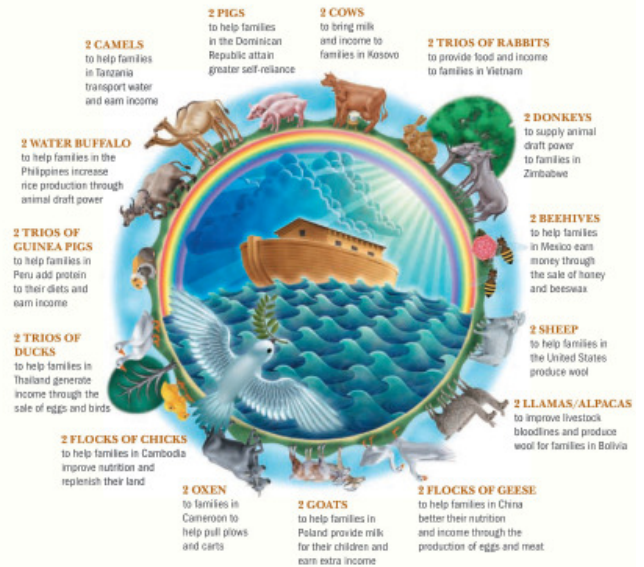 2 PIGS
to help families
in the Dominican
Republic attain
greater self-reliance
2 COWS
to bring milk
and income to
families in Kosovo
2 CAMELS
to help families
in Tanzania
transport water
and earn income
2 TRIOS OF RABBITS
to provide food and income
to families in Vietnam
2 DONKEYS
to supply animal
draft power
to families in
Zimbabwe
2 WATER BUFFALO
to help families in the
Philippines increase
rice production through
animal draft power
2 BEEHIVES
to help families
in Mexico earn
money through
the sale of honey
and beeswax
2 TRIOS OF
GUINEA PIGS
to help families in
Peru add protein
to their diets and
earn income
2 SHEEP
to help families in
the United States
produce wool
2 TRIOS OF
DUCKS
to help families in
Thailand generate
income through the
sale of eggs and birds
2 LLAMAS/ALPACAS
to improve livestock
bloodlines and produce
wool for families in Bolivia
2 FLOCKS OF CHICKS
to help families in Cambodia
improve nutrition and
replenish their land
2 OXEN
to families in
Cameroon to
help pull plows
and carts
2 GOATS
to help families in
Poland provide milk
for their children and
earn extra income
2 FLOCKS OF GEESE
to help families in China
better their nutrition
and income through the
production of eggs and meat